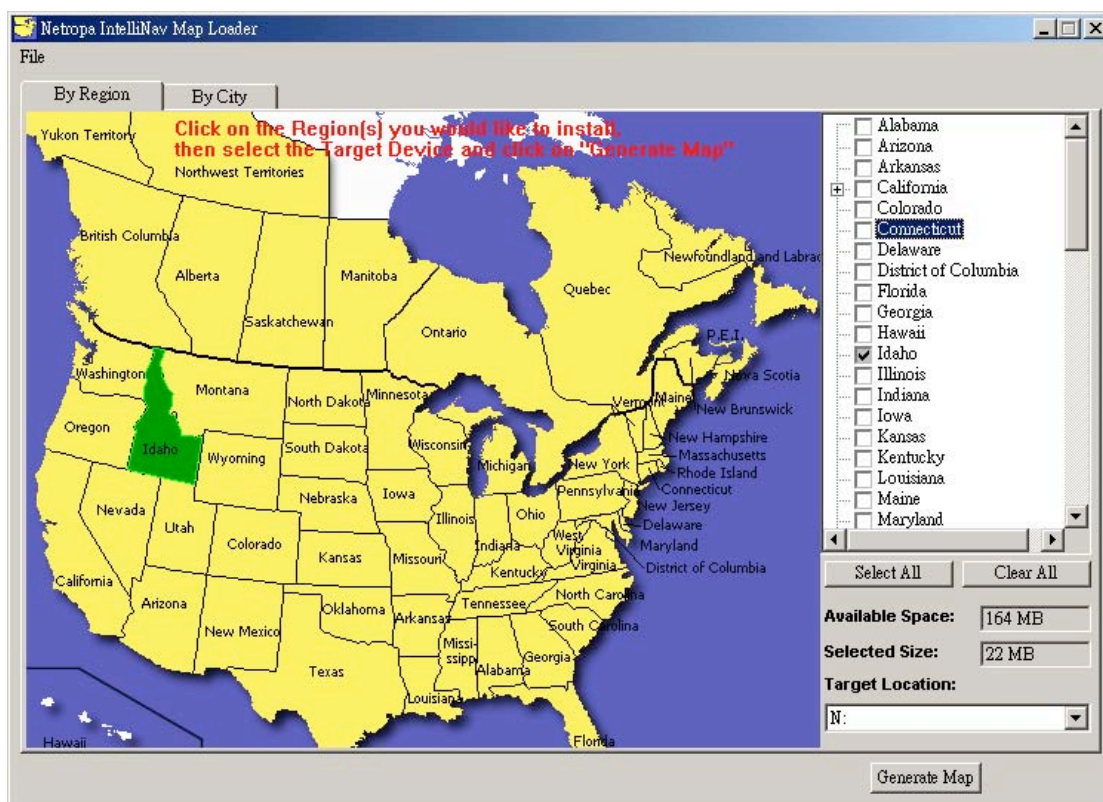 Netropa IntelliNav Map Loader
File
By Region
By City
Click on the Region(s) you would like to install,
then select the Target Device and click on "Generate Map"
Yukon Territory
Northwest Territories
British Columbia
Alberta
Saskatchewan
Manitoba
Ontario
Quebec
Newfoundland and Labrac
P.E.I.
Nova Scotia
New Brunswick
Washington
Montana
North Dakota
Minnesota
Vermont
Maine
Oregon
Idaho
Wyoming
South Dakota
Wisconsin
Michigan
New York
New Hampshire
Massachusetts
Rhode Island
Connecticut
Nevada
Utah
Nebraska
Iowa
Illinois
Indiana
Ohio
Pennsylvania
New Jersey
Delaware
Maryland
District of Columbia
California
Colorado
Kansas
Missouri
Kentucky
West
Virginia
Virginia
Arizona
New Mexico
Oklahoma
Arkansas
Tennessee
North Carolina
South Carolina
Texas
Louisiana
Missi-
ssippi
Alabama
Georgia
Florida
Hawaii
Alabama
Arizona
Arkansas
California
Colorado
Connecticut
Delaware
District of Columbia
Florida
Georgia
Hawaii
Idaho
Illinois
Indiana
Iowa
Kansas
Kentucky
Louisiana
Maine
Maryland
Select All
Clear All
Available Space:
164 MB
Selected Size:
22 MB
Target Location:
N:
Generate Map